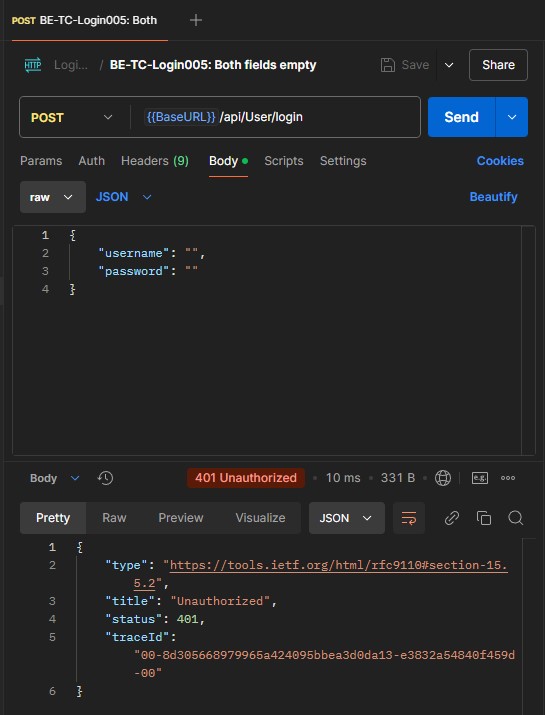 POST BE-TC-Login005: Both
HTTP Logi... / BE-TC-Login005: Both fields empty Save Share
POST {{BaseURL}} /api/User/login Send
Params Auth Headers (9) Body Scripts Settings Cookies
raw JSON Beautify
1 {
2 "username": "",
3 "password": ""
4 }
Body 401 Unauthorized 10 ms 331 B e.g.
Pretty Raw Preview Visualize JSON
1 {
2 "type": "https://tools.ietf.org/html/rfc9110#section-15.
5.2",
3 "title": "Unauthorized",
4 "status": 401,
5 "traceId":
"00-8d305668979965a424095bbea3d0da13-e3832a54840f459d
-00"
6 }